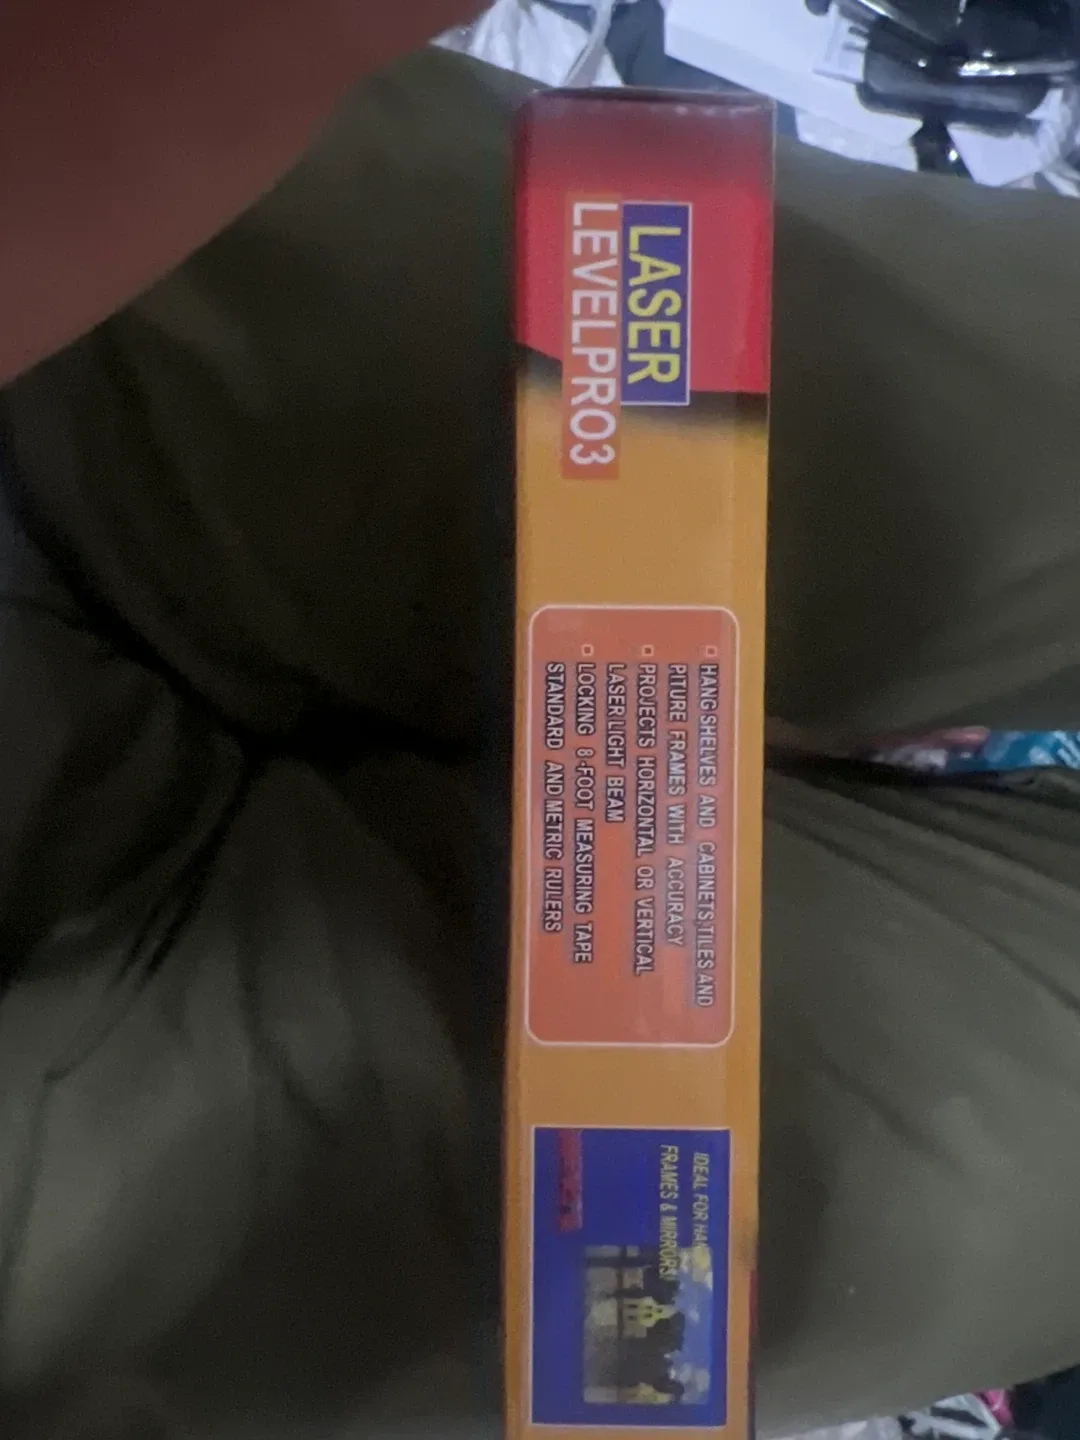 LASER
LEVELPRO3
HANG SHELVES AND CABINETS,TILES AND
PITURE FRAMES WITH ACCURACY
PROJECTS HORIZONTAL OR VERTICAL
LASER LIGHT BEAM
LOCKING 8-FOOT MEASURING TAPE
STANDARD AND METRIC RULERS
IDEAL FOR
FRAMES & MIRRORS!